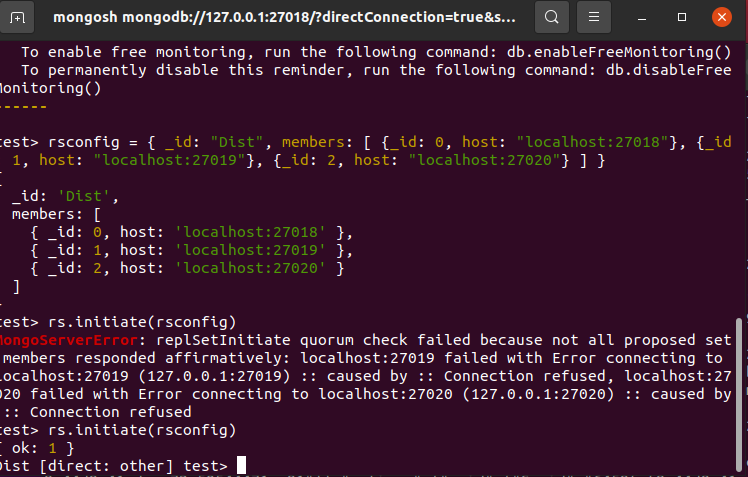 mongosh mongodb://127.0.0.1:27018/?directConnection=true&s...
To enable free monitoring, run the following command: db.enableFreeMonitoring()
To permanently disable this reminder, run the following command: db.disableFree
Monitoring()
------
test> rsconfig = { _id: "Dist", members: [ {_id: 0, host: "localhost:27018"}, {_id
1, host: "localhost:27019"}, {_id: 2, host: "localhost:27020"} ] }
{
_id: 'Dist',
members: [
{ _id: 0, host: 'localhost:27018' },
{ _id: 1, host: 'localhost:27019' },
{ _id: 2, host: 'localhost:27020' }
]
}
test> rs.initiate(rsconfig)
MongoServerError: replSetInitiate quorum check failed because not all proposed set
members responded affirmatively: localhost:27019 failed with Error connecting to
localhost:27019 (127.0.0.1:27019) :: caused by :: Connection refused, localhost:27
020 failed with Error connecting to localhost:27020 (127.0.0.1:27020) :: caused by
:: Connection refused
test> rs.initiate(rsconfig)
{ ok: 1 }
Dist [direct: other] test>